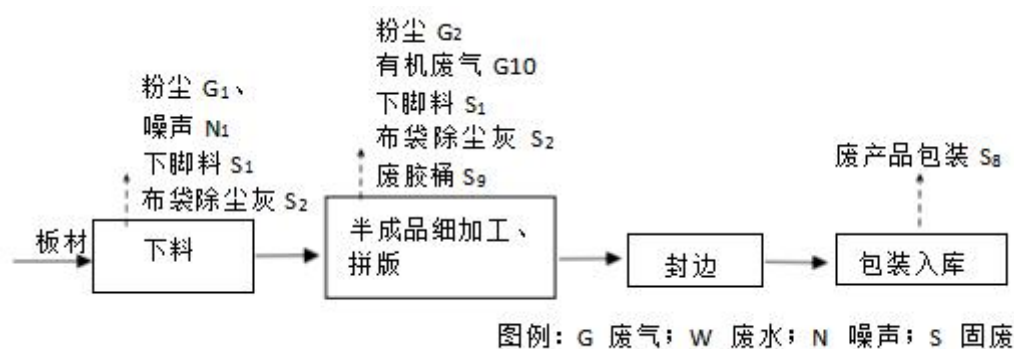 粉尘 G₁、
噪声 N₁
下脚料 S₁
布袋除尘灰 S₂
粉尘 G₂
有机废气 G10
下脚料 S₁
布袋除尘灰 S₂
废胶桶 S₉
废产品包装 S₈
板材
下料
半成品细加工、
拼版
封边
包装入库
图例：G 废气；W 废水；N 噪声；S 固废